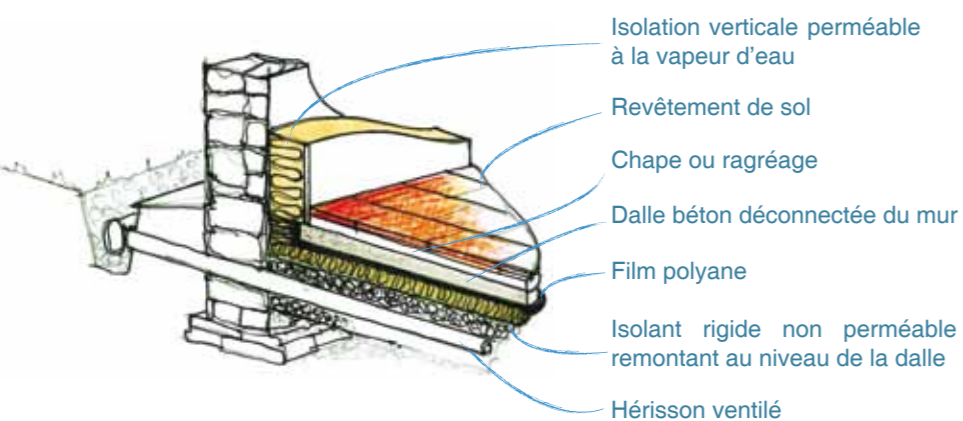 Isolation verticale perméable
à la vapeur d'eau
Revêtement de sol
Chape ou ragréage
Dalle béton déconnectée du mur
Film polyane
Isolant rigide non perméable
remontant au niveau de la dalle
Hérisson ventilé